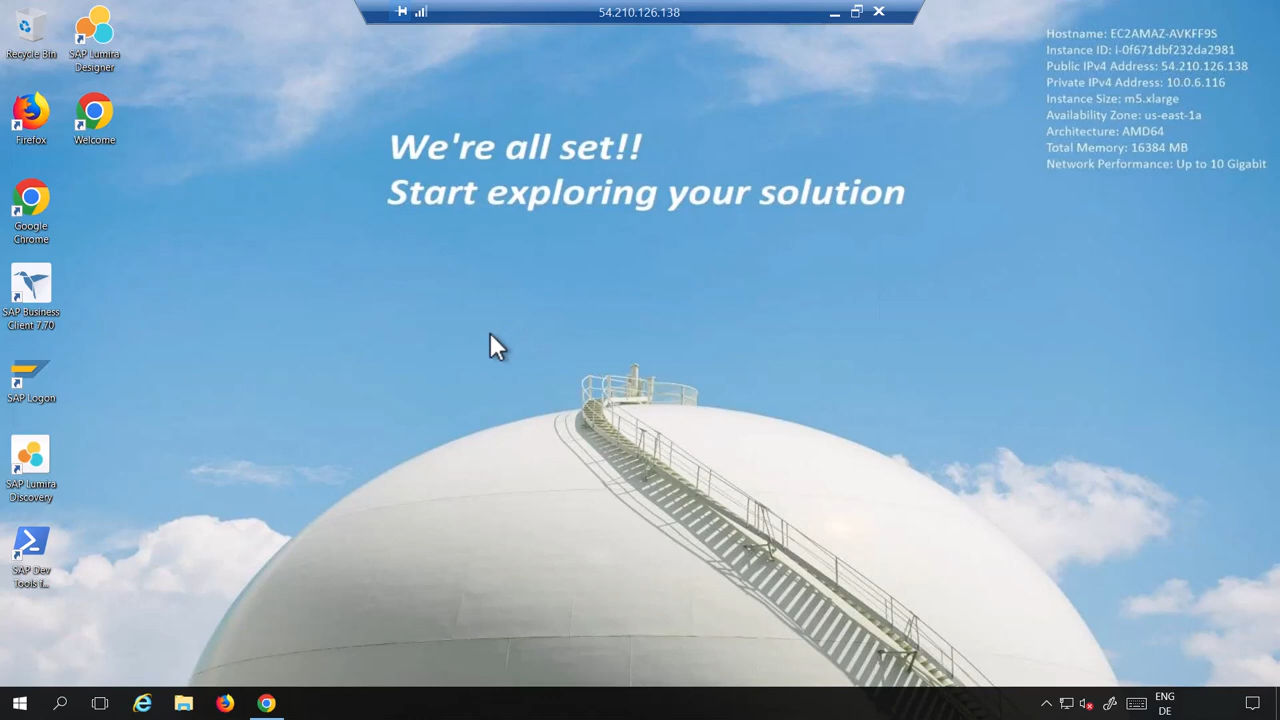 54.210.126.138
Recycle Bin
SAP Lumira
Designer
Firefox
Welcome
Google
Chrome
SAP Business
Client 7.70
SAP Logon
SAP Lumira
Discovery
SAP Dev
Tools f...
We're all set!!
Start exploring your solution
Hostname: EC2AMAZ-AVKFF9S
Instance ID: i-0f671dbf232da2981
Public IPv4 Address: 54.210.126.138
Private IPv4 Address: 10.0.6.116
Instance Size: m5.xlarge
Availability Zone: us-east-1a
Architecture: AMD64
Total Memory: 16384 MB
Network Performance: Up to 10 Gigabit
ENG
DE